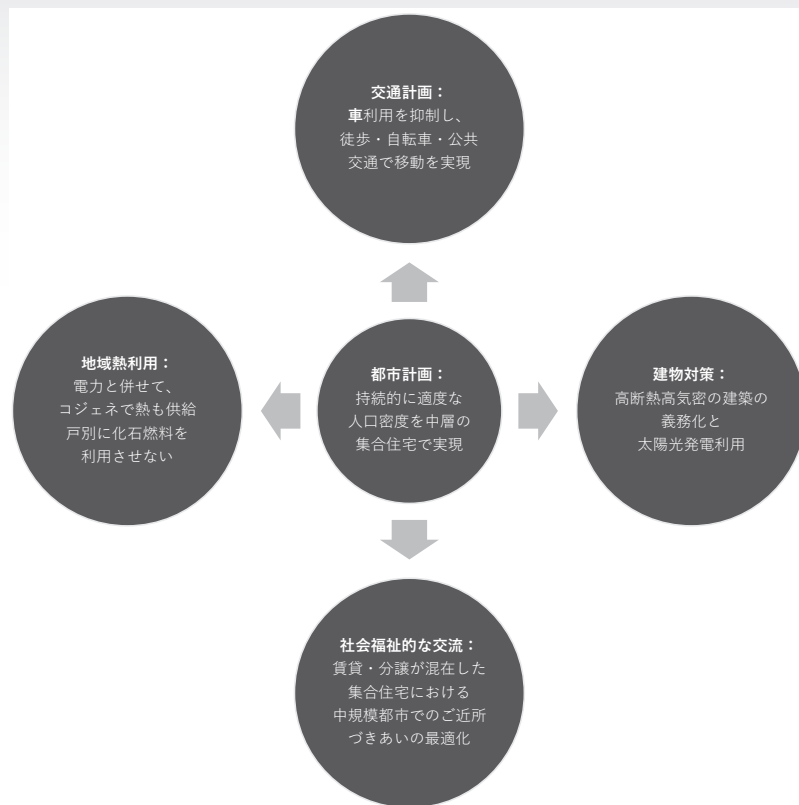 交通計画：
車利用を抑制し、
徒歩・自転車・公共
交通で移動を実現
地域熱利用：
電力と併せて、
コジェネで熱も供給
戸別に化石燃料を
利用させない
都市計画：
持続的に適度な
人口密度を中層の
集合住宅で実現
建物対策：
高断熱高気密の建築の
義務化と
太陽光発電利用
社会福祉的な交流：
賃貸・分譲が混在した
集合住宅における
中規模都市でのご近所
づきあいの最適化